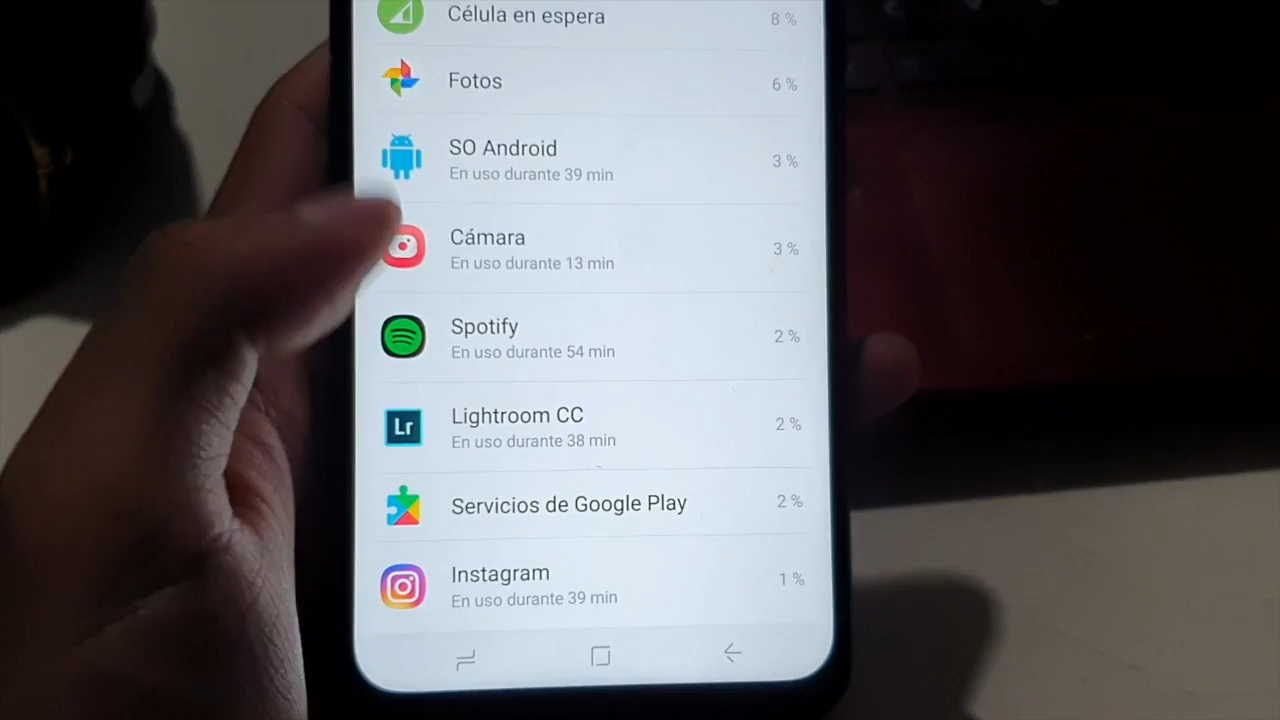 Célula en espera 8 %
Fotos 6 %
SO Android
En uso durante 39 min 3 %
Cámara
En uso durante 13 min 3 %
Spotify
En uso durante 54 min 2 %
Lr Lightroom CC
En uso durante 38 min 2 %
Servicios de Google Play 2 %
Instagram
En uso durante 39 min 1 %